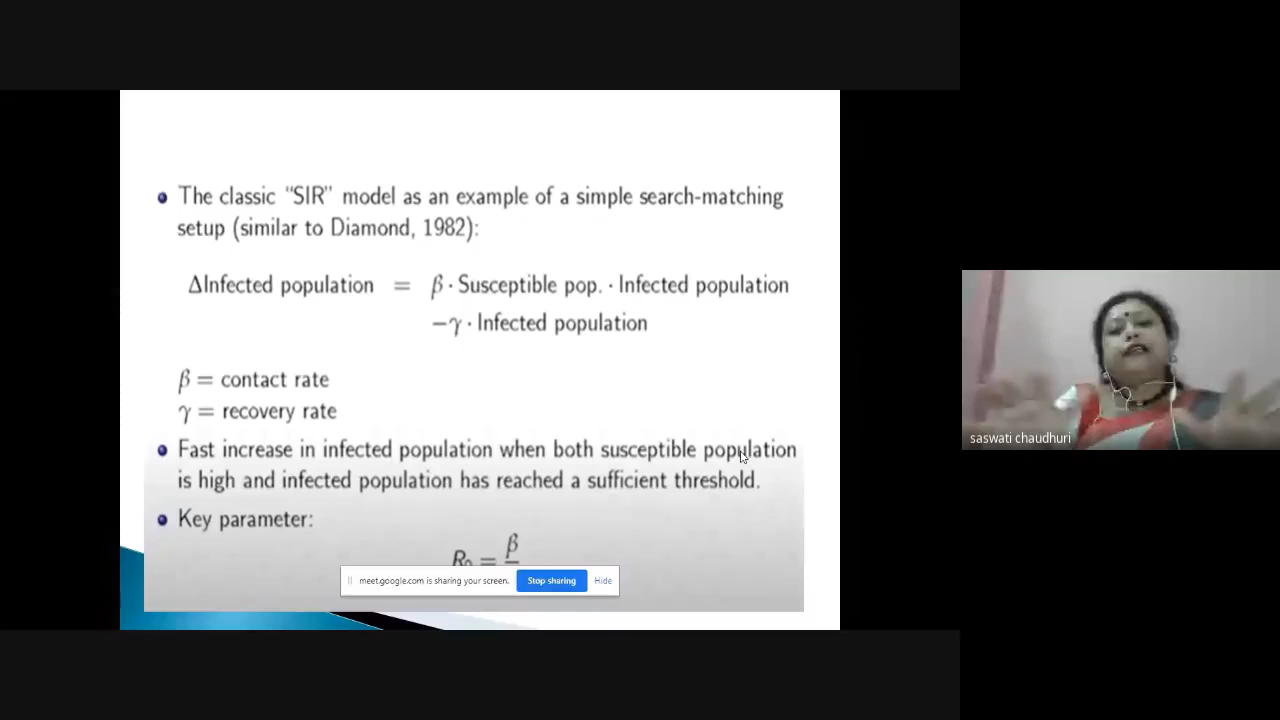 The classic "SIR" model as an example of a simple search-matching
setup (similar to Diamond, 1982):
ΔInfected population = β · Susceptible pop. · Infected population
−γ · Infected population
β = contact rate
γ = recovery rate
Fast increase in infected population when both susceptible population
is high and infected population has reached a sufficient threshold.
Key parameter:
R₀ = β
meet.google.com is sharing your screen. Stop sharing Hide
saswati chaudhuri